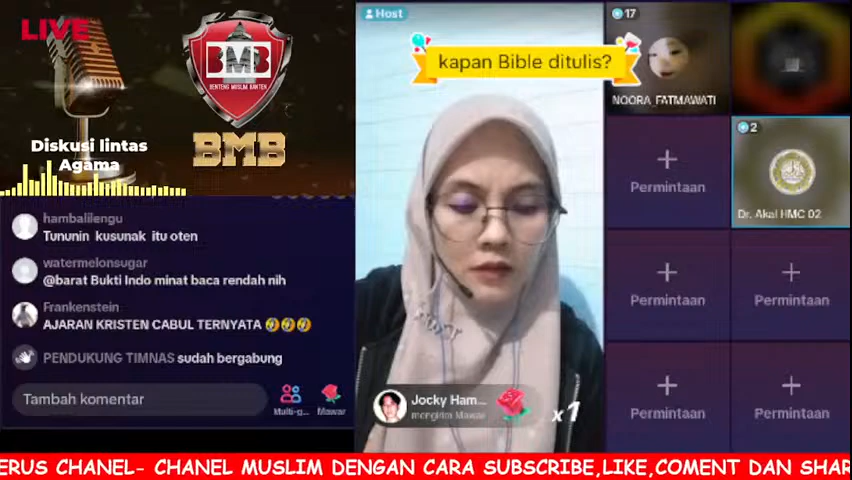 LIVE
BMB
BENTENG MUSLIM BANTEN
BMB
Diskusi lintas
Agama
hambalilengu
Tununin kusunak itu oten
watermelonsugar
@barat Bukti Indo minat baca rendah nih
Frankenstein
AJARAN KRISTEN CABUL TERNYATA 🤣🤣🤣
PENDUKUNG TIMNAS sudah bergabung
Tambah komentar
Multi-g...
Mawar
Host
kapan Bible ditulis?
Jocky Ham...
mengirim Mawar
x1
17
NOORA_FATMAWATI
Permintaan
2
Dr. Akal HMC 02
Permintaan
Permintaan
Permintaan
Permintaan
ERUS CHANEL- CHANEL MUSLIM DENGAN CARA SUBSCRIBE,LIKE,COMENT DAN SHAR